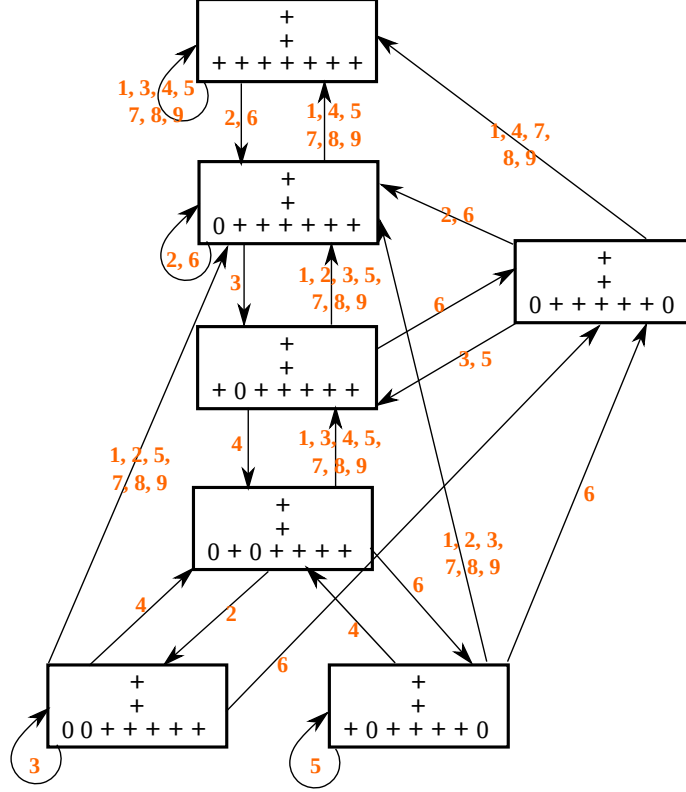 +
+
+ + + + + + +
1, 3, 4, 5
7, 8, 9
2, 6
1, 4, 5
7, 8, 9
1, 4, 7,
8, 9
+
+
0 + + + + + +
2, 6
2, 6
3
1, 2, 3, 5,
7, 8, 9
+
+
0 + + + + + 0
6
3, 5
+
+
+ 0 + + + + +
4
1, 3, 4, 5,
7, 8, 9
1, 2, 5,
7, 8, 9
+
+
0 + 0 + + + +
6
1, 2, 3,
7, 8, 9
6
4
2
4
6
+
+
0 0 + + + + +
3
+
+
+ 0 + + + + 0
5